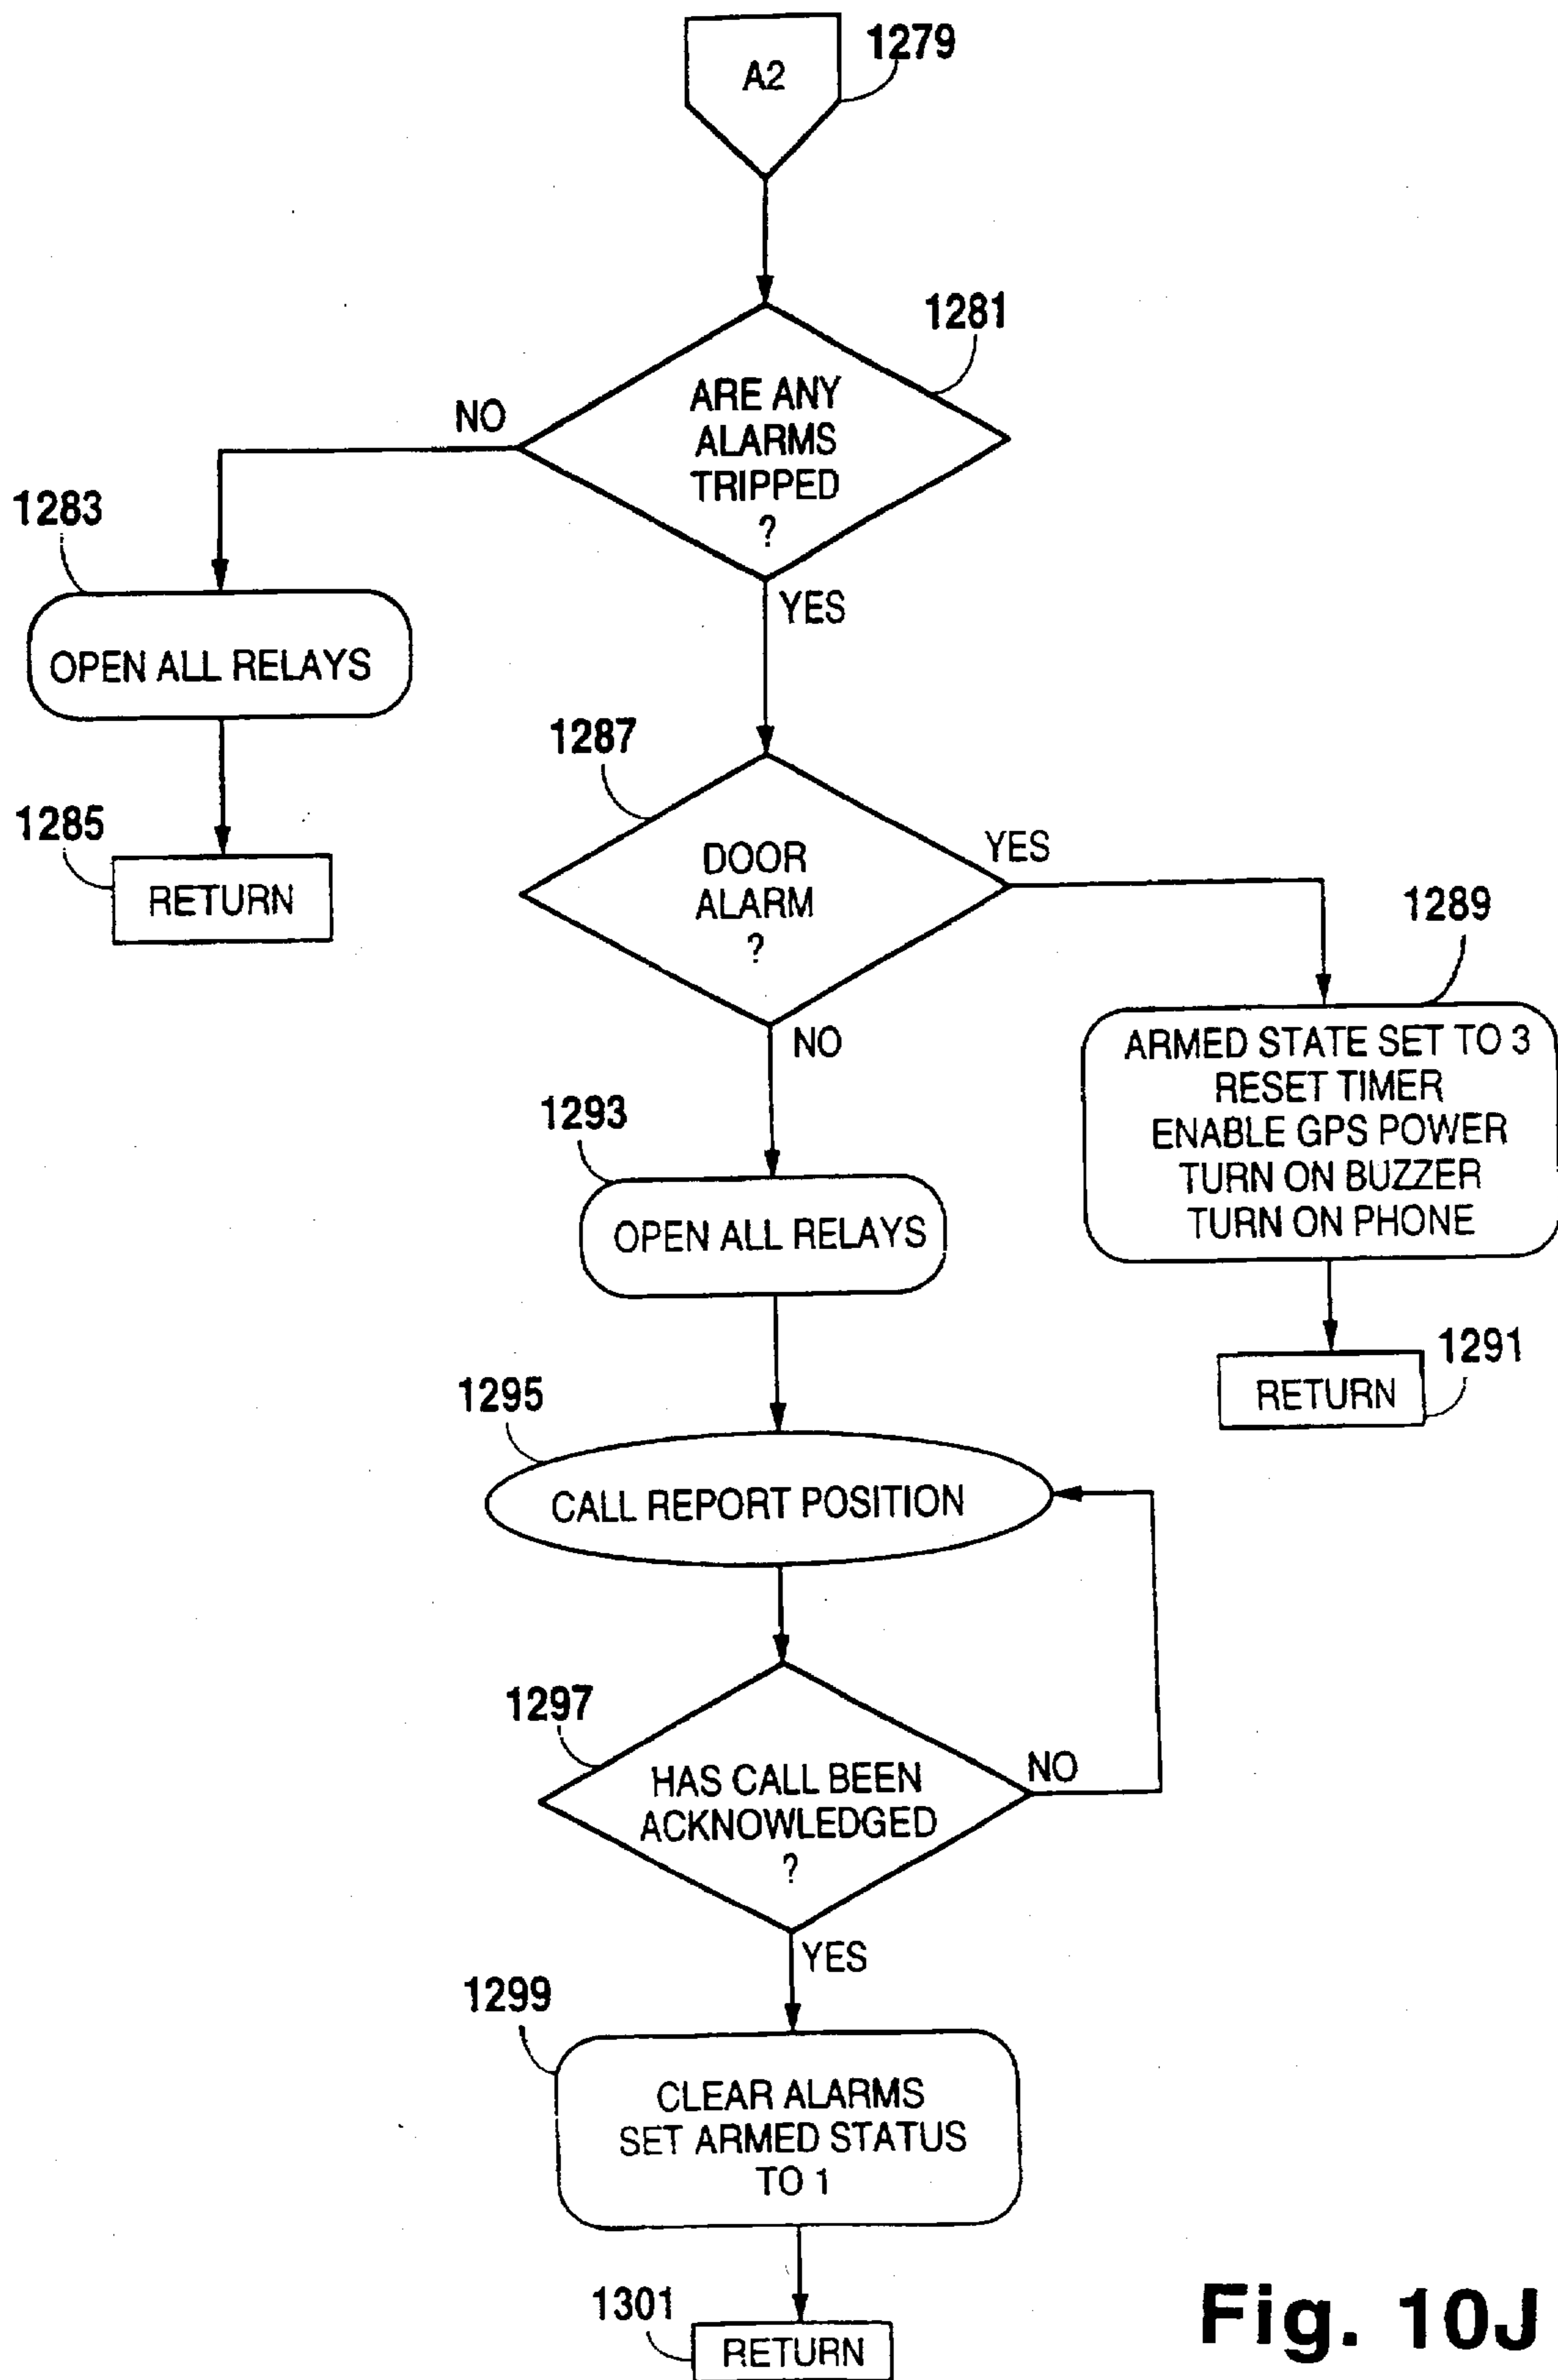 A2
1279
1281
ARE ANY
ALARMS
TRIPPED
?
NO
YES
1283
OPEN ALL RELAYS
1285
RETURN
1287
DOOR
ALARM
?
YES
NO
1289
ARMED STATE SET TO 3
RESET TIMER
ENABLE GPS POWER
TURN ON BUZZER
TURN ON PHONE
1291
RETURN
1293
OPEN ALL RELAYS
1295
CALL REPORT POSITION
1297
HAS CALL BEEN
ACKNOWLEDGED
?
NO
YES
1299
CLEAR ALARMS
SET ARMED STATUS
TO 1
1301
RETURN
Fig. 10J